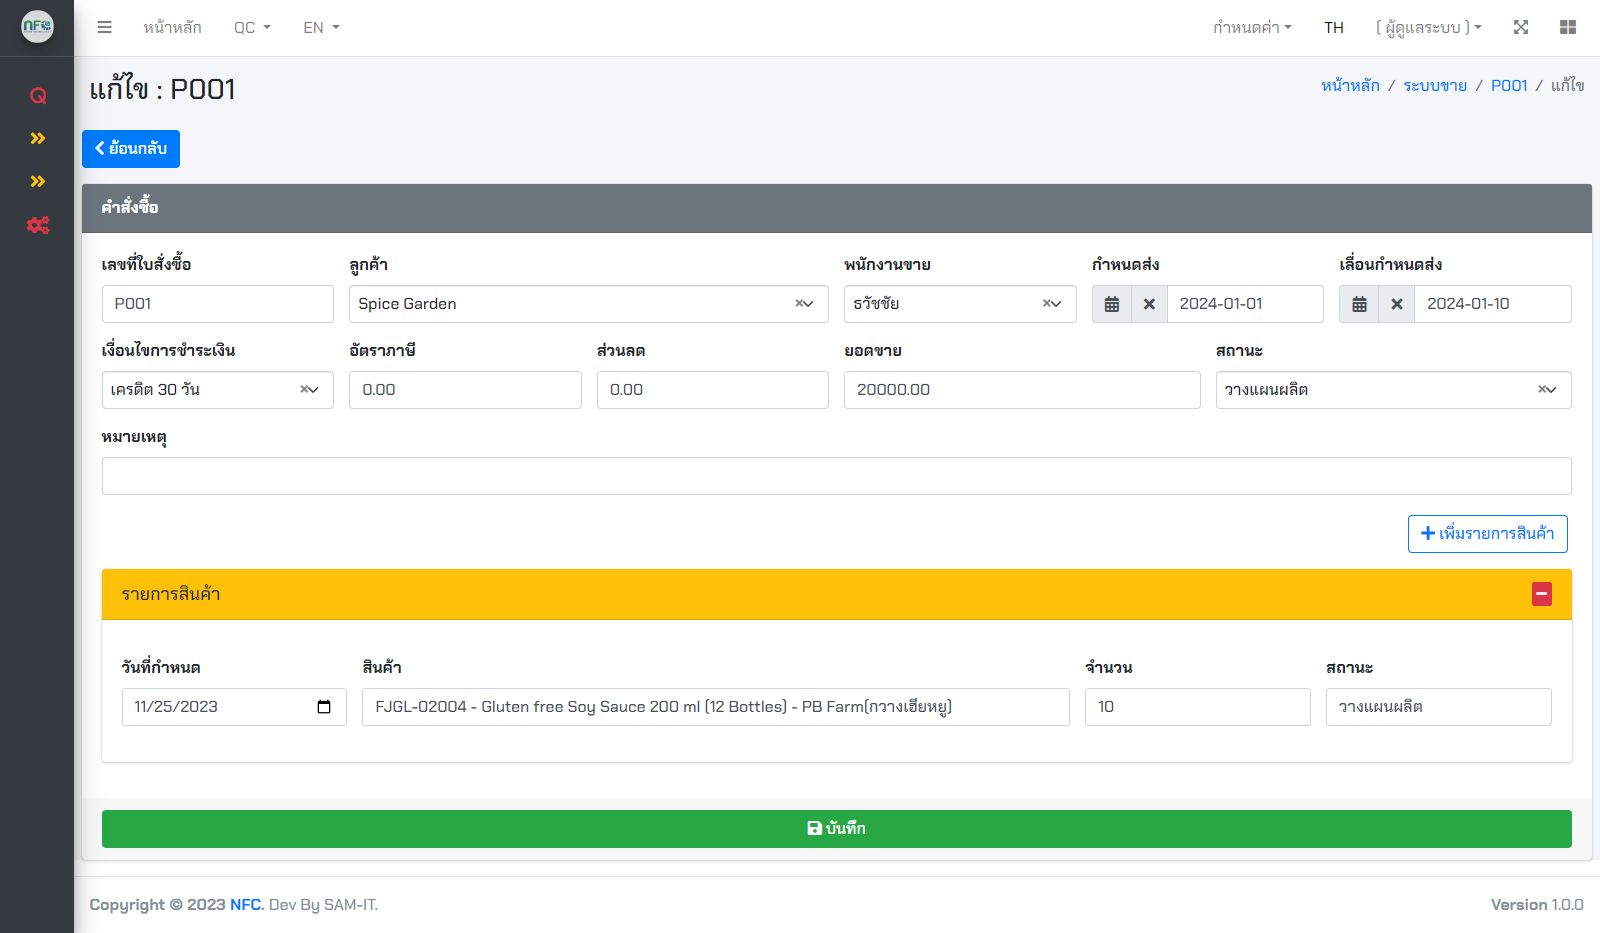 nFC
หน้าหลัก QC EN กำหนดค่า TH ( ผู้ดูแลระบบ )
แก้ไข : P001
หน้าหลัก / ระบบขาย / P001 / แก้ไข
ย้อนกลับ
คำสั่งซื้อ
เลขที่ใบสั่งซื้อ ลูกค้า พนักงานขาย กำหนดส่ง เลื่อนกำหนดส่ง
P001 Spice Garden × ธวัชชัย × 2024-01-01 2024-01-10
เงื่อนไขการชำระเงิน อัตราภาษี ส่วนลด ยอดขาย สถานะ
เครดิต 30 วัน × 0.00 0.00 20000.00 วางแผนผลิต ×
หมายเหตุ
เพิ่มรายการสินค้า
รายการสินค้า
วันที่กำหนด สินค้า จำนวน สถานะ
11/25/2023 FJGL-02004 - Gluten free Soy Sauce 200 ml (12 Bottles) - PB Farm(กวางเฮียหยู) 10 วางแผนผลิต
บันทึก
Copyright © 2023 NFC. Dev By SAM-IT. Version 1.0.0